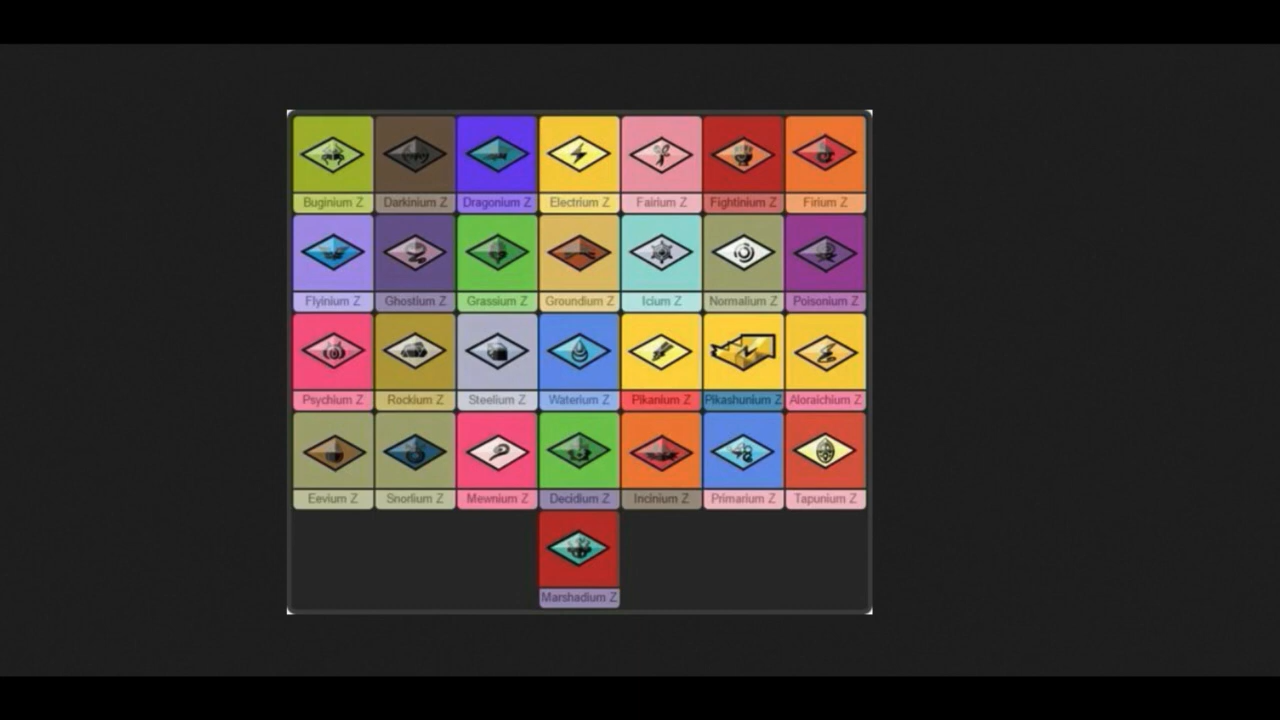 Buginium Z Darkinium Z Dragonium Z Electrium Z Fairium Z Fightinium Z Firium Z
Flyinium Z Ghostium Z Grassium Z Groundium Z Icium Z Normalium Z Poisonium Z
Psychium Z Rockium Z Steelium Z Waterium Z Pikanium Z Pikashunium Z Aloraichium Z
Eevium Z Snorlium Z Mewnium Z Decidium Z Incinium Z Primarium Z Tapunium Z
Marshadium Z